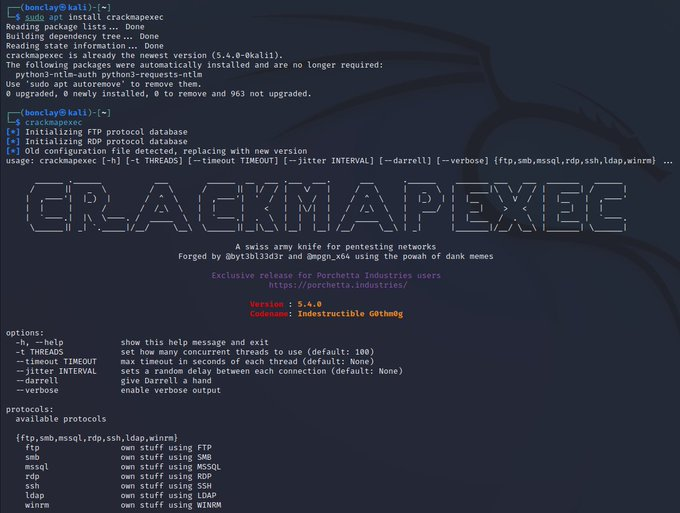 ┌──(bonclay㉿kali)-[~]
└─$ sudo apt install crackmapexec
Reading package lists... Done
Building dependency tree... Done
Reading state information... Done
crackmapexec is already the newest version (5.4.0-0kali1).
The following packages were automatically installed and are no longer required:
  python3-ntlm-auth python3-requests-ntlm
Use 'sudo apt autoremove' to remove them.
0 upgraded, 0 newly installed, 0 to remove and 963 not upgraded.
┌──(bonclay㉿kali)-[~]
└─$ crackmapexec
[*] Initializing FTP protocol database
[*] Initializing RDP protocol database
[*] Old configuration file detected, replacing with new version
usage: crackmapexec [-h] [-t THREADS] [--timeout TIMEOUT] [--jitter INTERVAL] [--darrell] [--verbose] {ftp,smb,mssql,rdp,ssh,ldap,winrm} ...
CRACKMAPEXEC
A swiss army knife for pentesting networks
Forged by @byt3bl33d3r and @mpgn_x64 using the powah of dank memes
Exclusive release for Porchetta Industries users
https://porchetta.industries/
Version : 5.4.0
Codename: Indestructible G0thm0g
options:
  -h, --help            show this help message and exit
  -t THREADS            set how many concurrent threads to use (default: 100)
  --timeout TIMEOUT     max timeout in seconds of each thread (default: None)
  --jitter INTERVAL     sets a random delay between each connection (default: None)
  --darrell             give Darrell a hand
  --verbose             enable verbose output
protocols:
  available protocols
  {ftp,smb,mssql,rdp,ssh,ldap,winrm}
    ftp                 own stuff using FTP
    smb                 own stuff using SMB
    mssql               own stuff using MSSQL
    rdp                 own stuff using RDP
    ssh                 own stuff using SSH
    ldap                own stuff using LDAP
    winrm               own stuff using WINRM